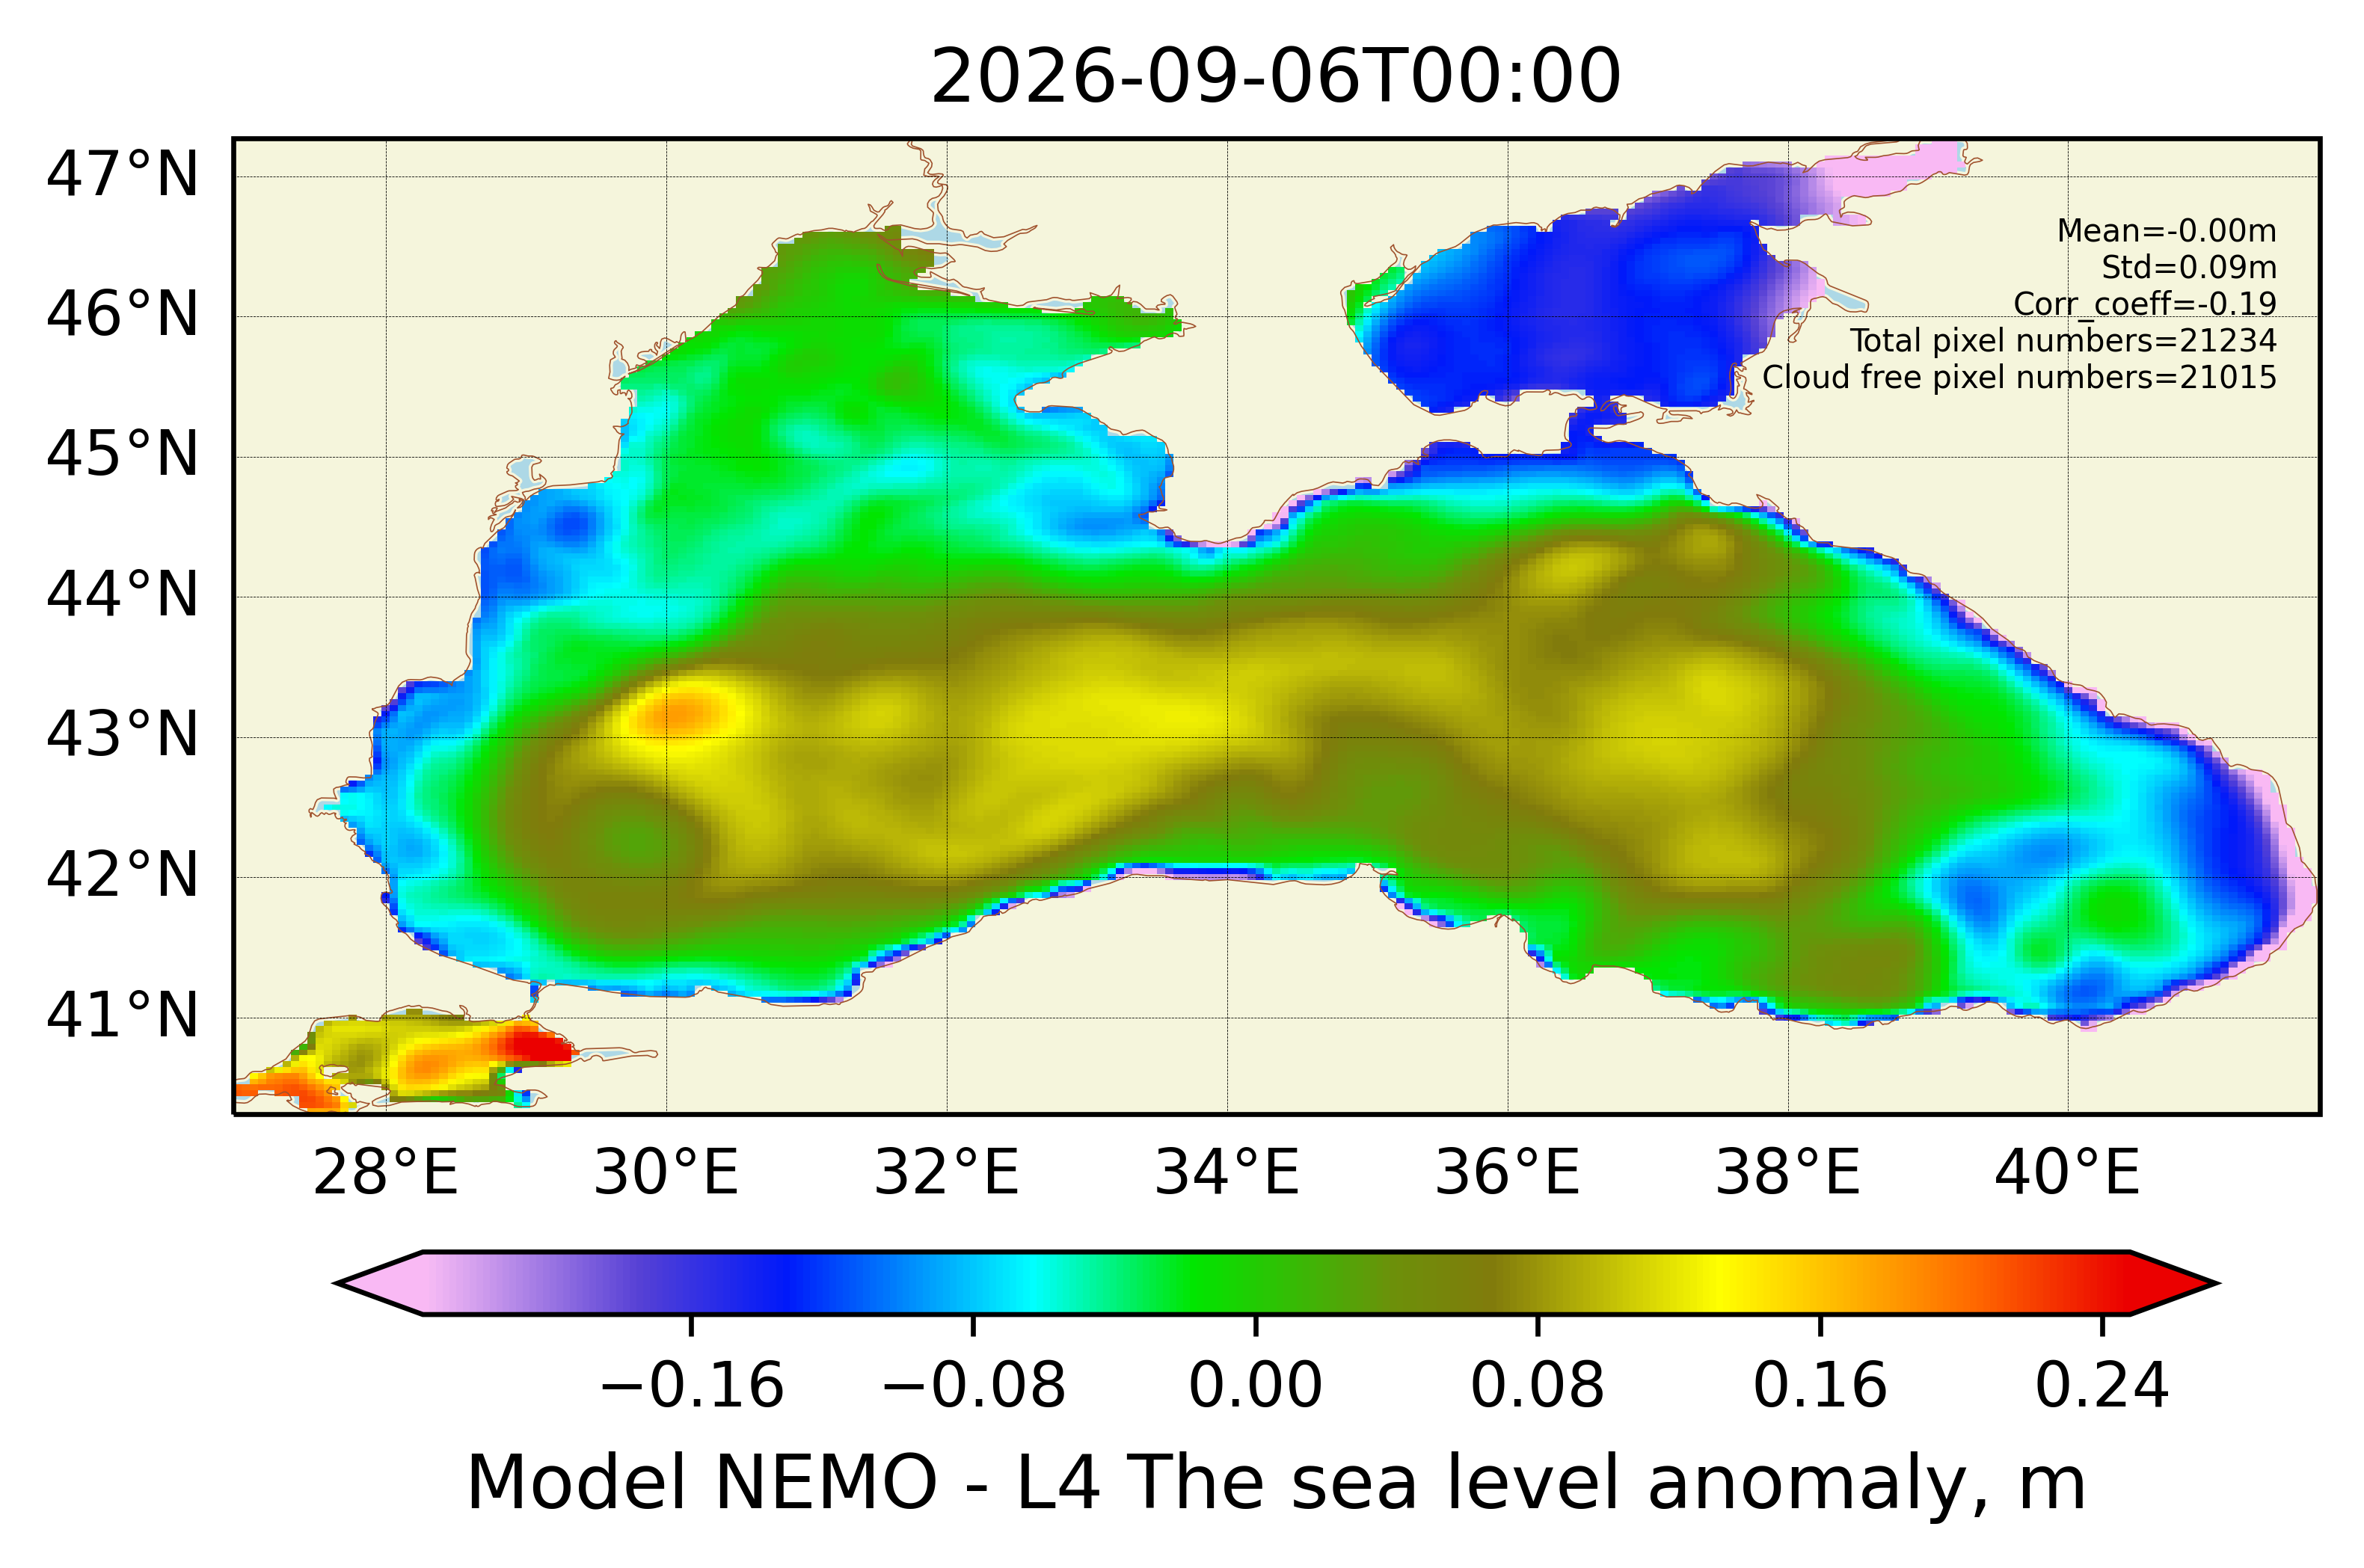 2026-09-06T00:00
47°N
46°N
45°N
44°N
43°N
42°N
41°N
Mean=-0.00m
Std=0.09m
Corr_coeff=-0.19
Total pixel numbers=21234
Cloud free pixel numbers=21015
28°E 30°E 32°E 34°E 36°E 38°E 40°E
−0.16 −0.08 0.00 0.08 0.16 0.24
Model NEMO - L4 The sea level anomaly, m